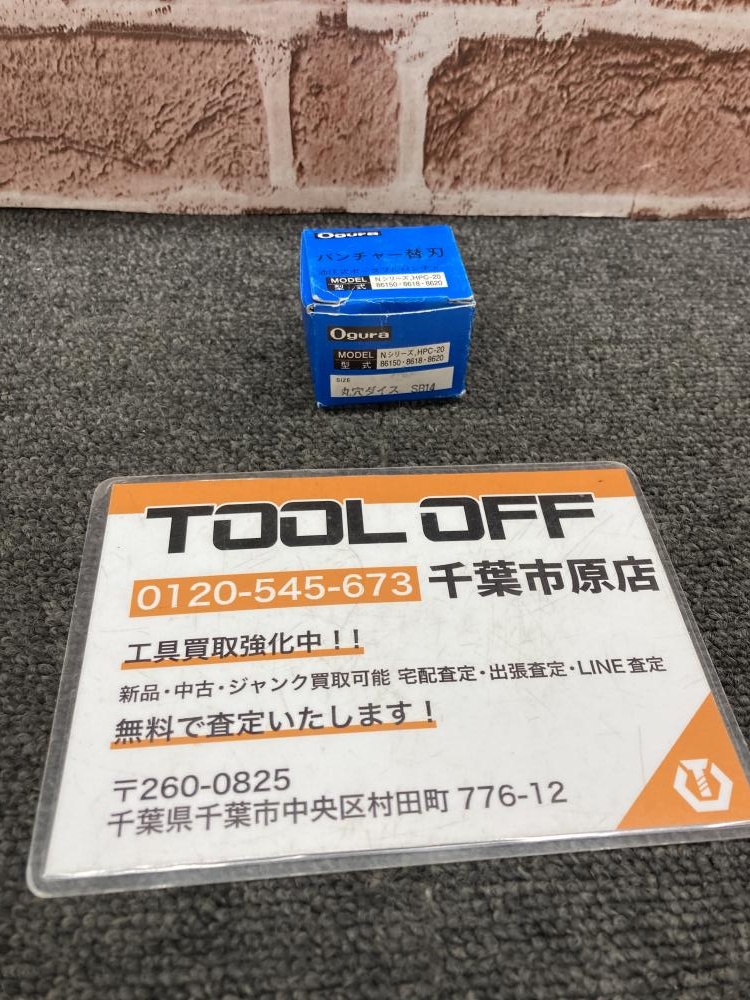 Ogura
パンチャー替刃
MODEL Nシリーズ,HPC-20
型式 86150・8618・8620
Ogura
MODEL Nシリーズ,HPC-20
型式 86150・8618・8620
SIZE
丸穴ダイス SB14
TOOL OFF
0120-545-673 千葉市原店
工具買取強化中!!
新品・中古・ジャンク買取可能 宅配査定・出張査定・LINE査定
無料で査定いたします!
〒260-0825
千葉県千葉市中央区村田町 776-12